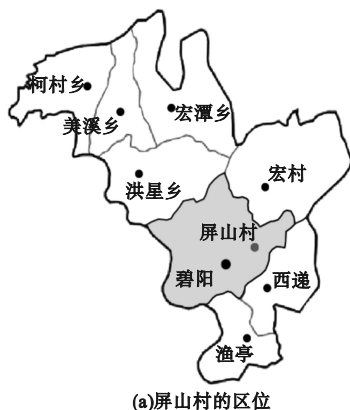 柯村乡
美溪乡
宏潭乡
洪星乡
宏村
屏山村
碧阳
西递
渔亭
(a)屏山村的区位